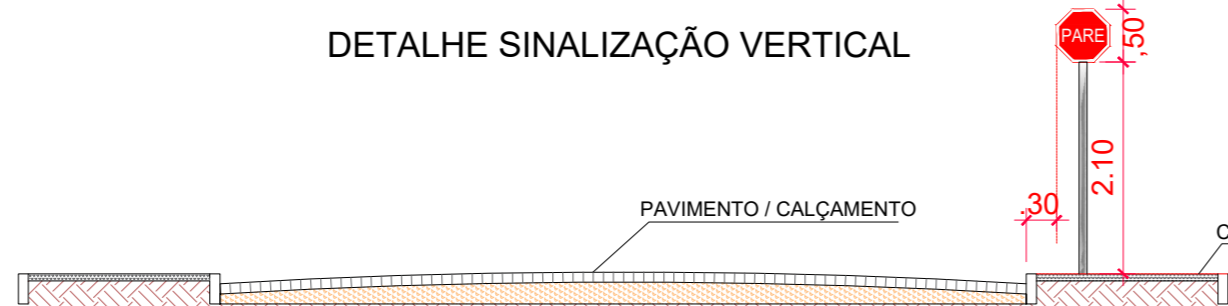 DETALHE SINALIZAÇÃO VERTICAL
PARE
,50
2.10
.30
PAVIMENTO / CALÇAMENTO